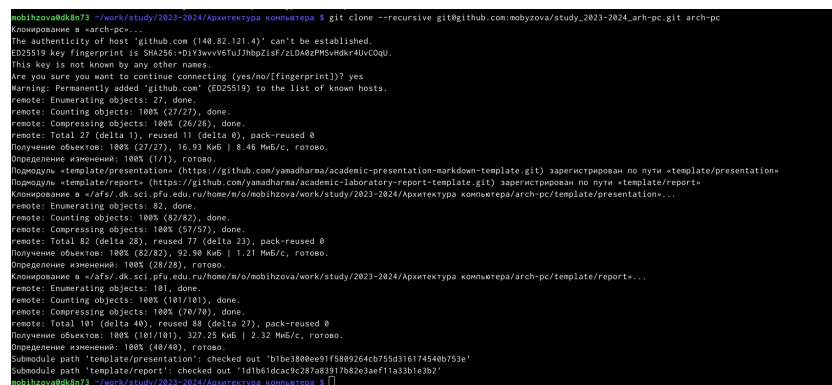 mobihzova@dk8n73 ~/work/study/2023-2024/Архитектура компьютера $ git clone --recursive git@github.com:mobyzova/study_2023-2024_arh-pc.git arch-pc
Клонирование в «arch-pc»...
The authenticity of host 'github.com (140.82.121.4)' can't be established.
ED25519 key fingerprint is SHA256:+DiY3wvvV6TuJJhbpZisF/zLDA0zPMSvHdkr4UvCOqU.
This key is not known by any other names.
Are you sure you want to continue connecting (yes/no/[fingerprint])? yes
Warning: Permanently added 'github.com' (ED25519) to the list of known hosts.
remote: Enumerating objects: 27, done.
remote: Counting objects: 100% (27/27), done.
remote: Compressing objects: 100% (26/26), done.
remote: Total 27 (delta 1), reused 11 (delta 0), pack-reused 0
Получение объектов: 100% (27/27), 16.93 КиБ | 8.46 МиБ/с, готово.
Определение изменений: 100% (1/1), готово.
Подмодуль «template/presentation» (https://github.com/yamadharma/academic-presentation-markdown-template.git) зарегистрирован по пути «template/presentation»
Подмодуль «template/report» (https://github.com/yamadharma/academic-laboratory-report-template.git) зарегистрирован по пути «template/report»
Клонирование в «/afs/.dk.sci.pfu.edu.ru/home/m/o/mobihzova/work/study/2023-2024/Архитектура компьютера/arch-pc/template/presentation»...
remote: Enumerating objects: 82, done.
remote: Counting objects: 100% (82/82), done.
remote: Compressing objects: 100% (57/57), done.
remote: Total 82 (delta 28), reused 77 (delta 23), pack-reused 0
Получение объектов: 100% (82/82), 92.90 КиБ | 1.21 МиБ/с, готово.
Определение изменений: 100% (28/28), готово.
Клонирование в «/afs/.dk.sci.pfu.edu.ru/home/m/o/mobihzova/work/study/2023-2024/Архитектура компьютера/arch-pc/template/report»...
remote: Enumerating objects: 101, done.
remote: Counting objects: 100% (101/101), done.
remote: Compressing objects: 100% (70/70), done.
remote: Total 101 (delta 40), reused 88 (delta 27), pack-reused 0
Получение объектов: 100% (101/101), 327.25 КиБ | 2.32 МиБ/с, готово.
Определение изменений: 100% (40/40), готово.
Submodule path 'template/presentation': checked out 'b1be3800ee91f5809264cb755d316174540b753e'
Submodule path 'template/report': checked out '1d1b61dcac9c287a83917b82e3aef11a33b1e3b2'
mobihzova@dk8n73 ~/work/study/2023-2024/Архитектура компьютера $